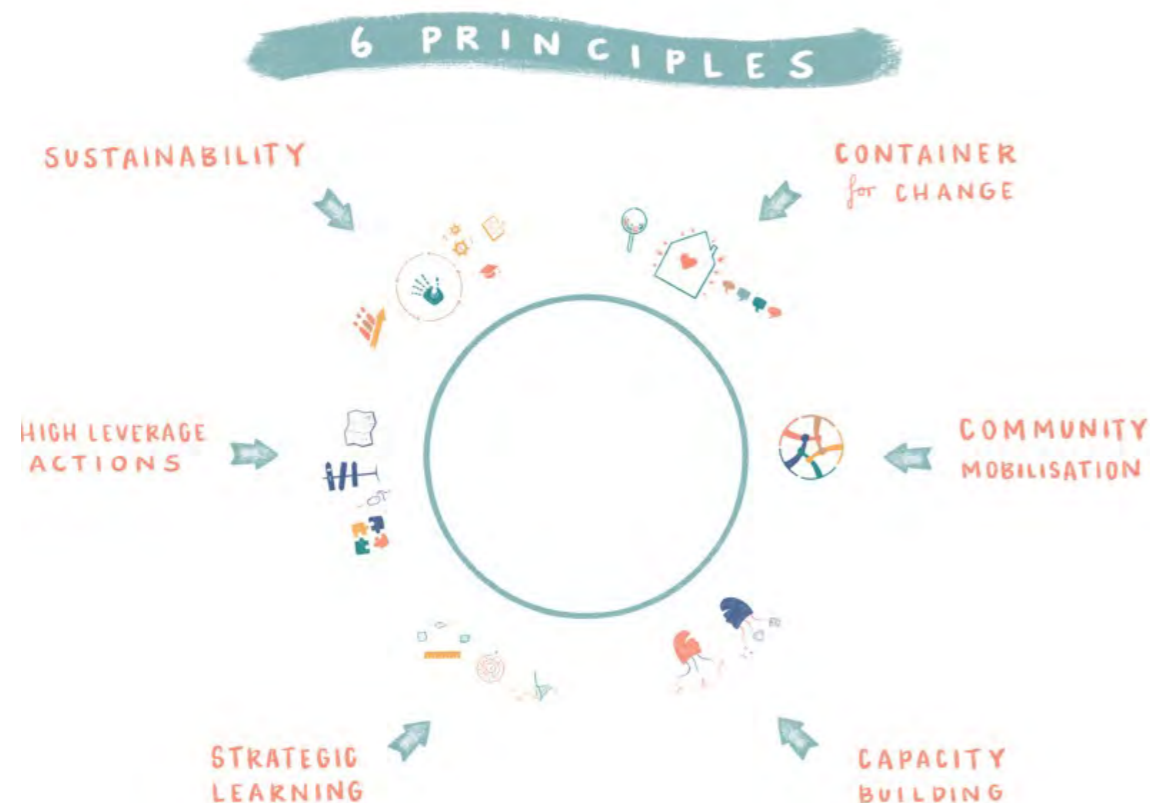 6 PRINCIPLES
SUSTAINABILITY
CONTAINER
for CHANGE
HIGH LEVERAGE
ACTIONS
COMMUNITY
MOBILISATION
STRATEGIC
LEARNING
CAPACITY
BUILDING